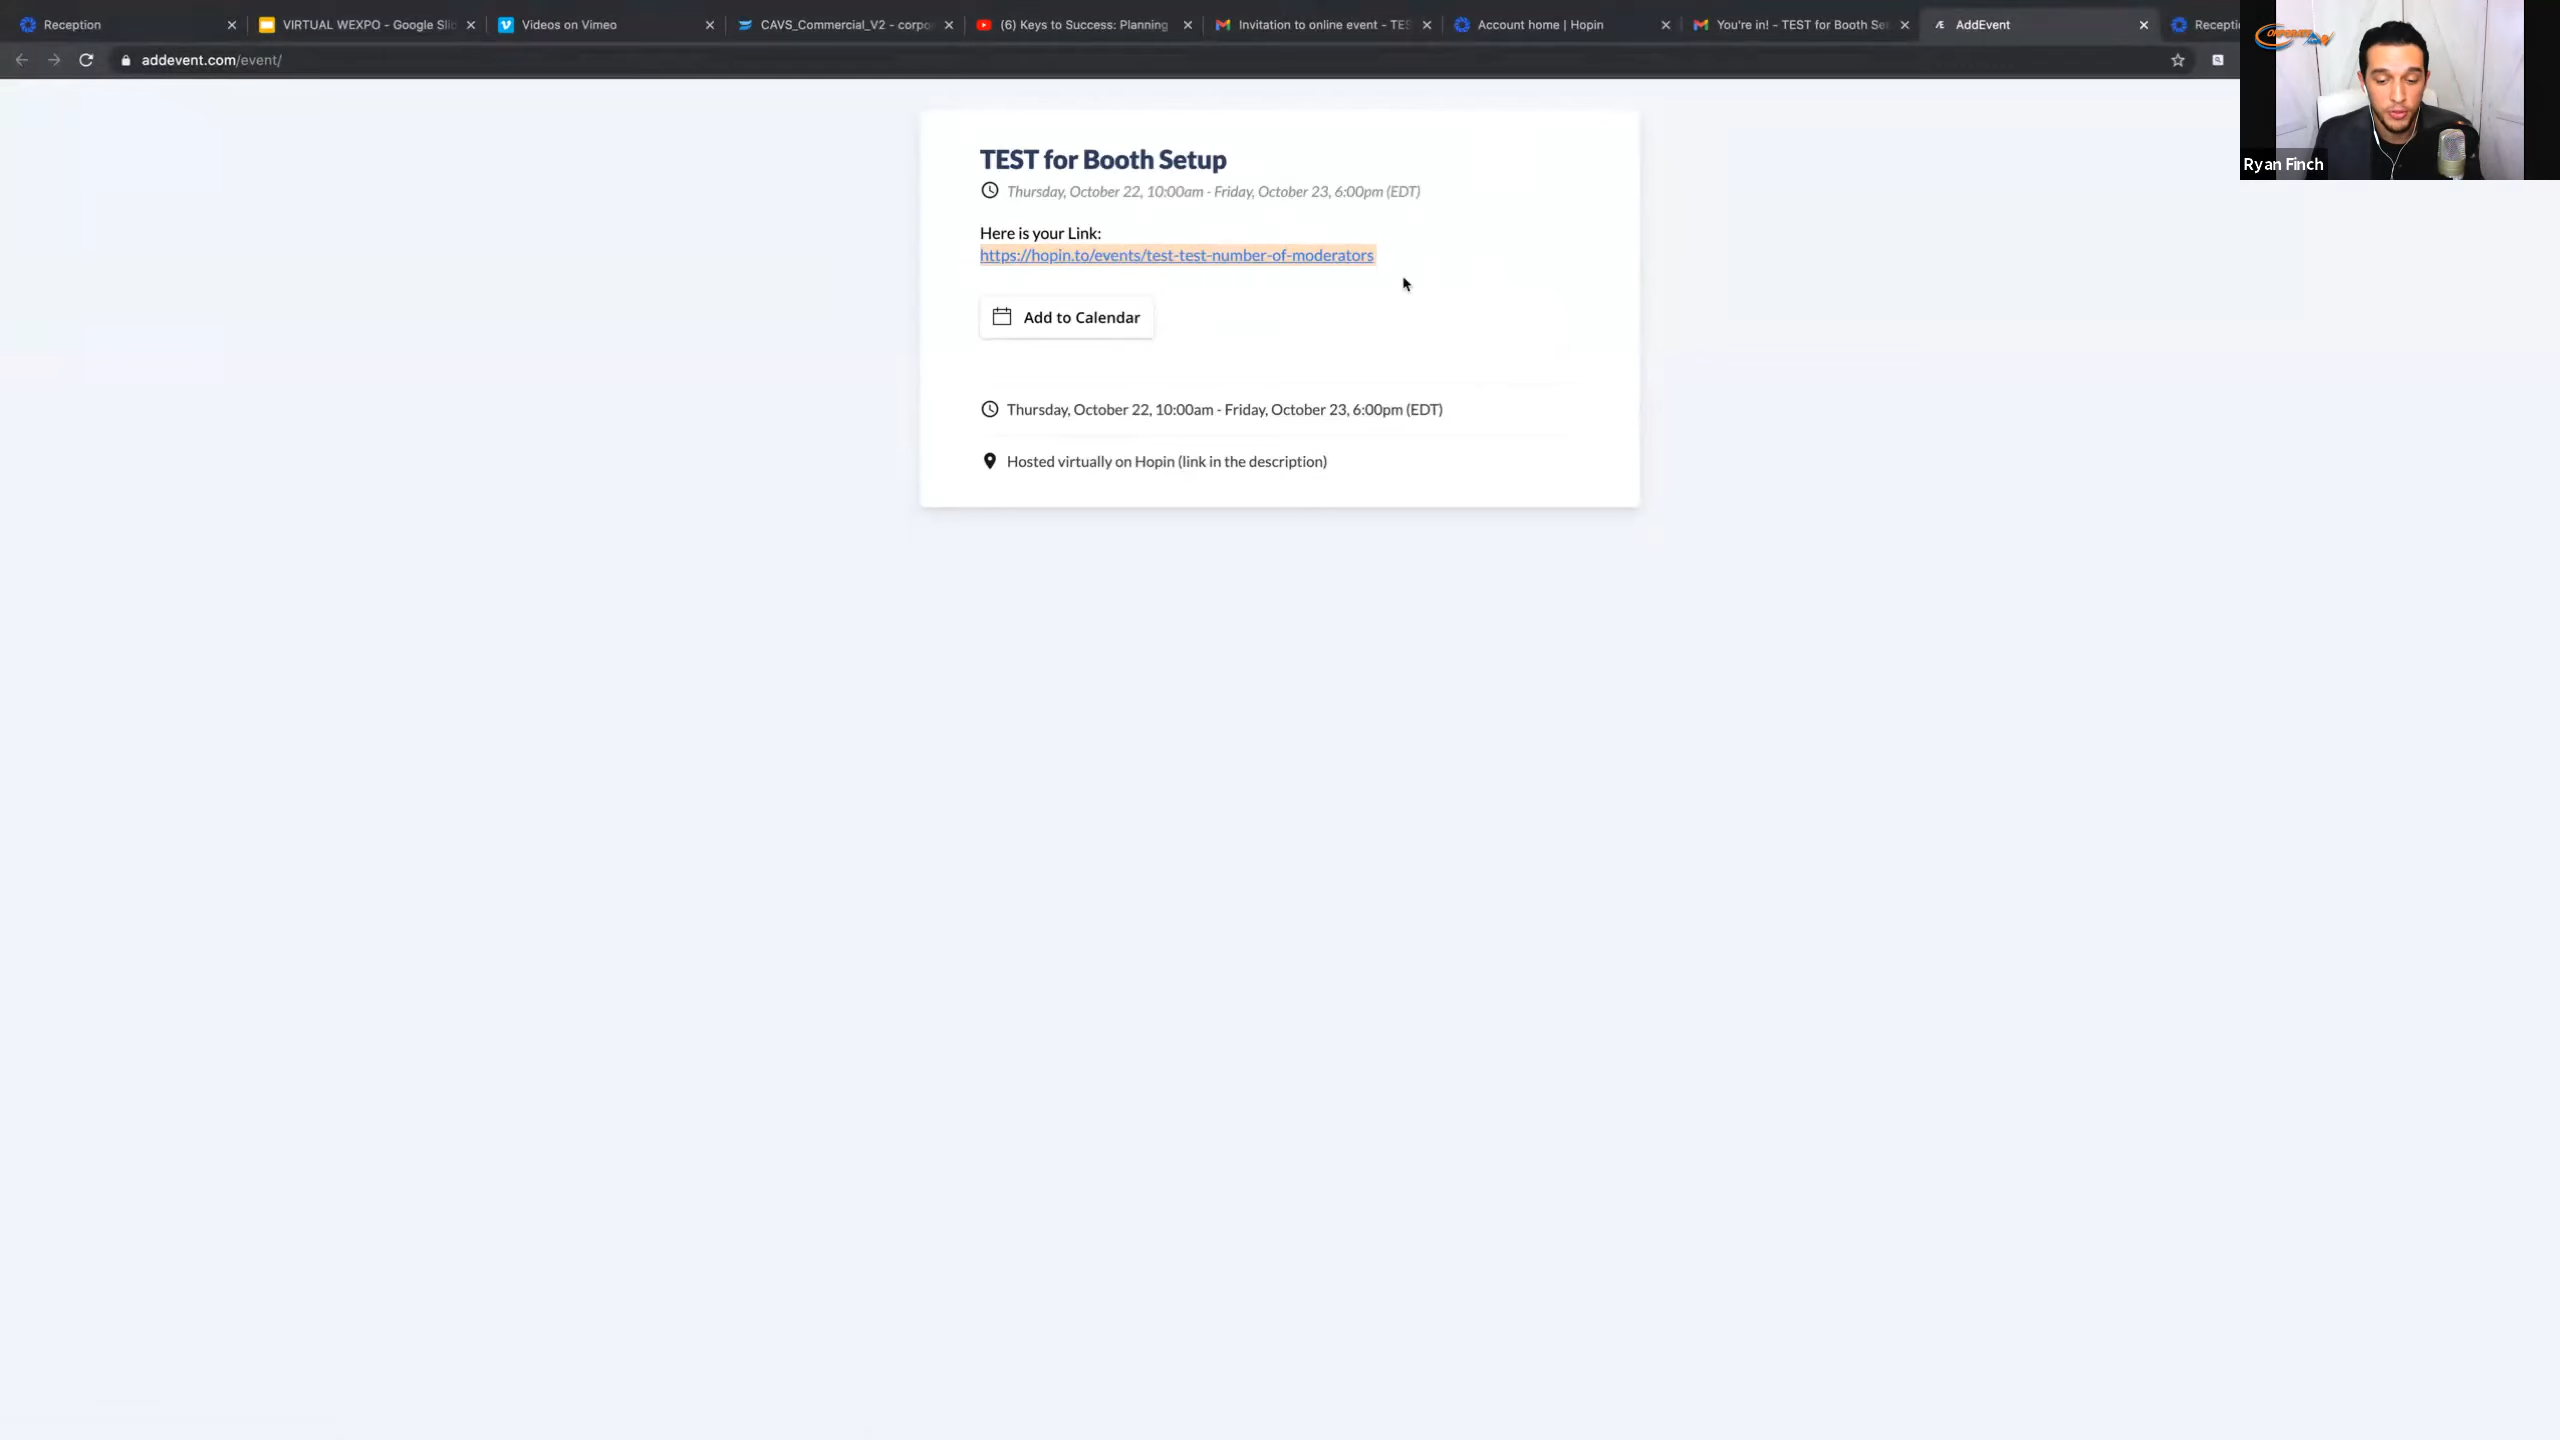 Reception
VIRTUAL WEXPO - Google Slid
Videos on Vimeo
CAVS_Commercial_V2 - corpo
(6) Keys to Success: Planning
Invitation to online event - TES
Account home | Hopin
You're in! - TEST for Booth Se
AddEvent
Recepti
addevent.com/event/
CORPORATE
Ryan Finch
TEST for Booth Setup
Thursday, October 22, 10:00am - Friday, October 23, 6:00pm (EDT)
Here is your Link:
https://hopin.to/events/test-test-number-of-moderators
Add to Calendar
Thursday, October 22, 10:00am - Friday, October 23, 6:00pm (EDT)
Hosted virtually on Hopin (link in the description)